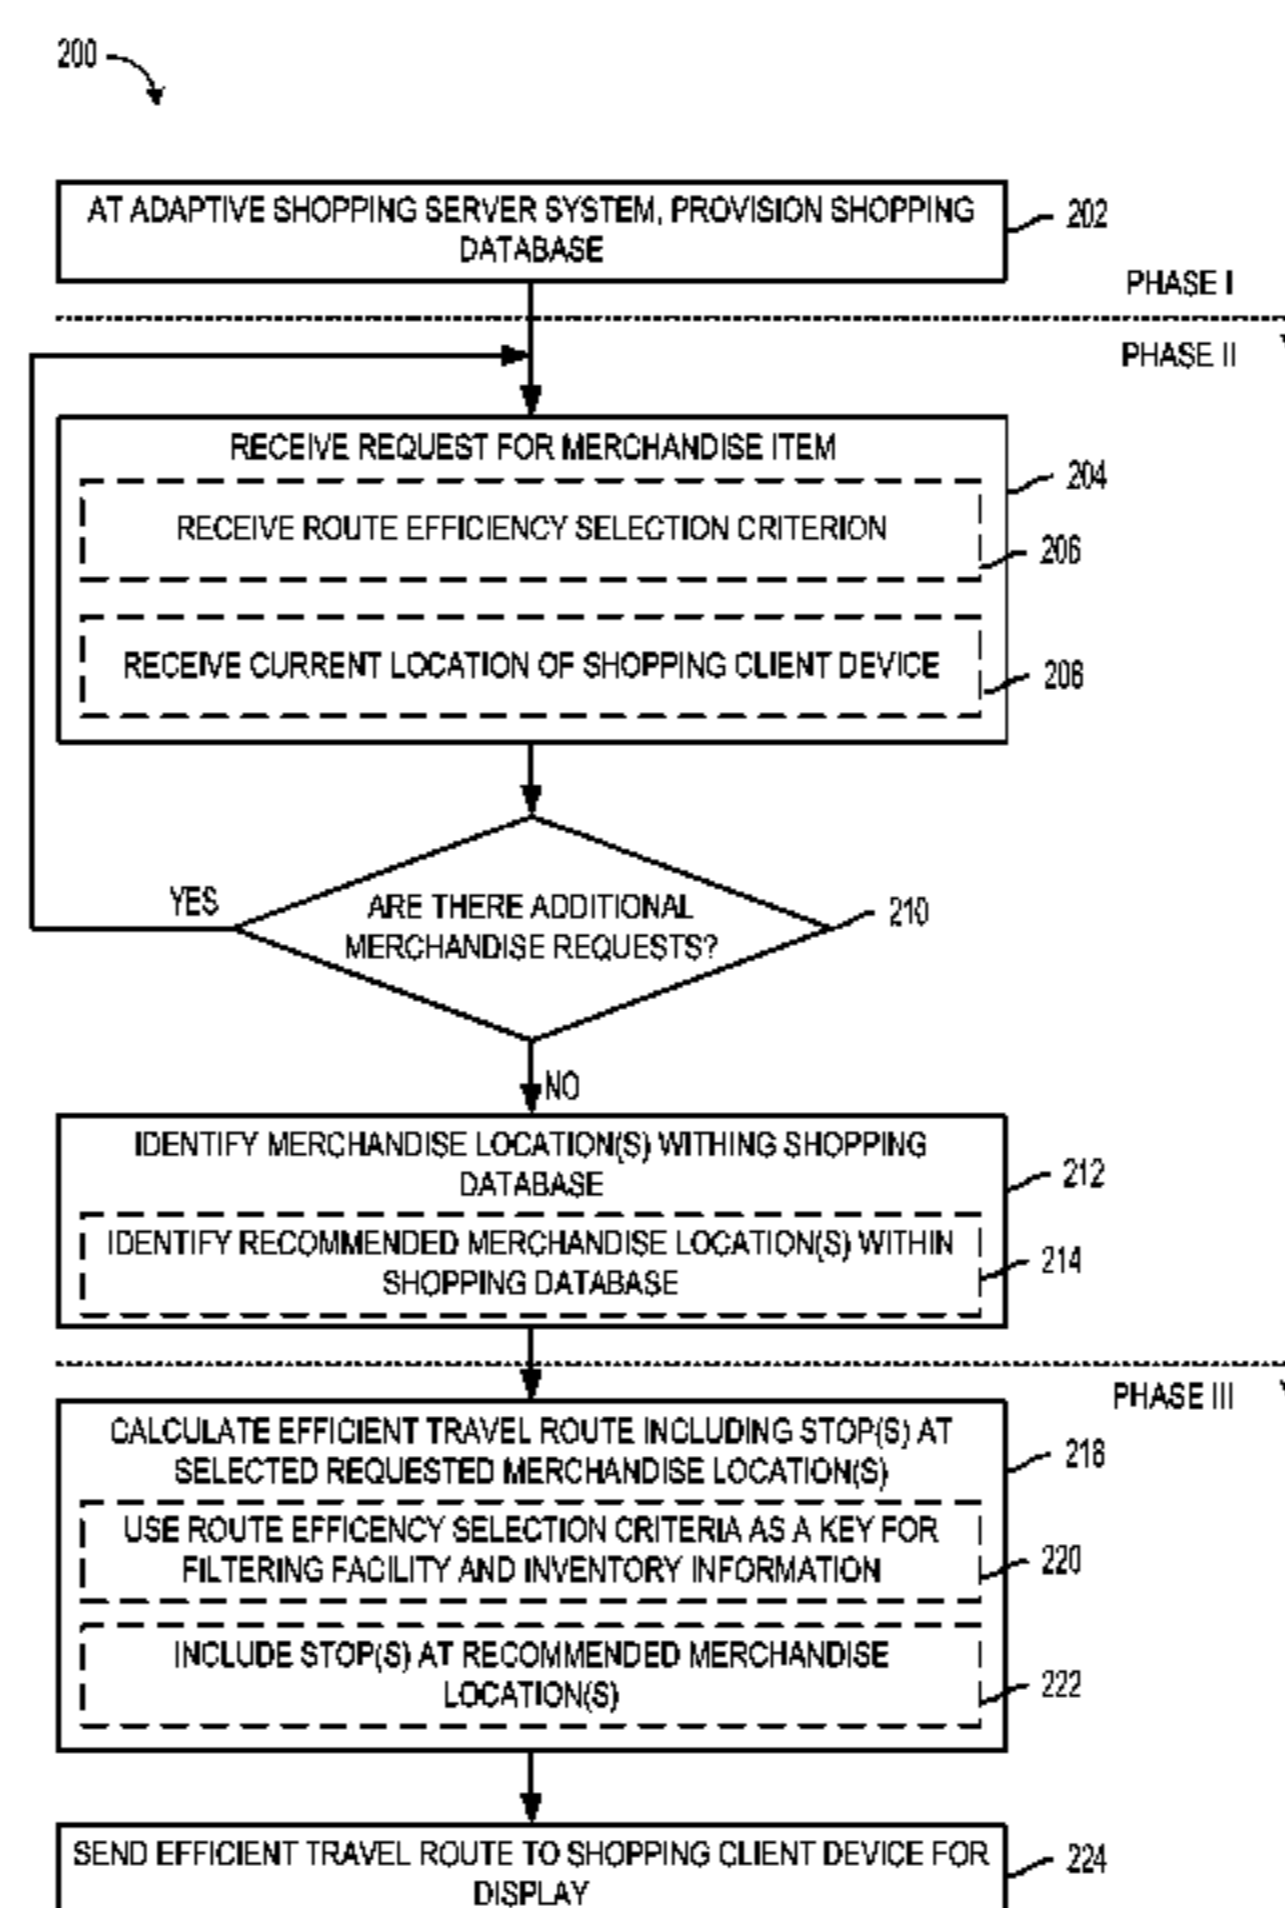 200
AT ADAPTIVE SHOPPING SERVER SYSTEM, PROVISION SHOPPING
DATABASE
202
PHASE I
PHASE II
RECEIVE REQUEST FOR MERCHANDISE ITEM
204
RECEIVE ROUTE EFFICIENCY SELECTION CRITERION
206
RECEIVE CURRENT LOCATION OF SHOPPING CLIENT DEVICE
208
YES
ARE THERE ADDITIONAL
MERCHANDISE REQUESTS?
210
NO
IDENTIFY MERCHANDISE LOCATION(S) WITHING SHOPPING
DATABASE
212
IDENTIFY RECOMMENDED MERCHANDISE LOCATION(S) WITHIN
SHOPPING DATABASE
214
PHASE III
CALCULATE EFFICIENT TRAVEL ROUTE INCLUDING STOP(S) AT
SELECTED REQUESTED MERCHANDISE LOCATION(S)
218
USE ROUTE EFFICENCY SELECTION CRITERIA AS A KEY FOR
FILTERING FACILITY AND INVENTORY INFORMATION
220
INCLUDE STOP(S) AT RECOMMENDED MERCHANDISE
LOCATION(S)
222
SEND EFFICIENT TRAVEL ROUTE TO SHOPPING CLIENT DEVICE FOR
DISPLAY
224